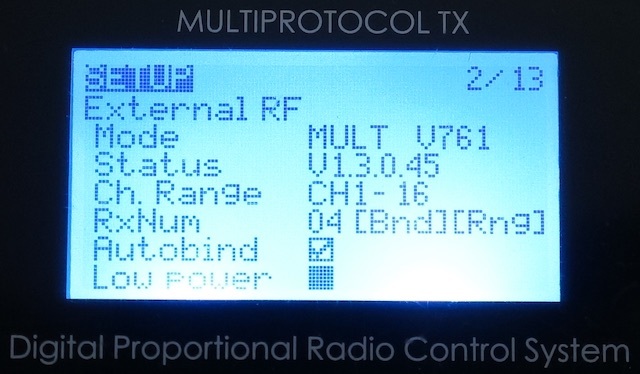 MULTIPROTOCOL TX
SETUP 2/13
External RF
Mode MULT V761
Status V1.3.0.45
Ch. Range CH1-16
RxNum 04 [Bnd][Rng]
Autobind
Low power
Digital Proportional Radio Control System